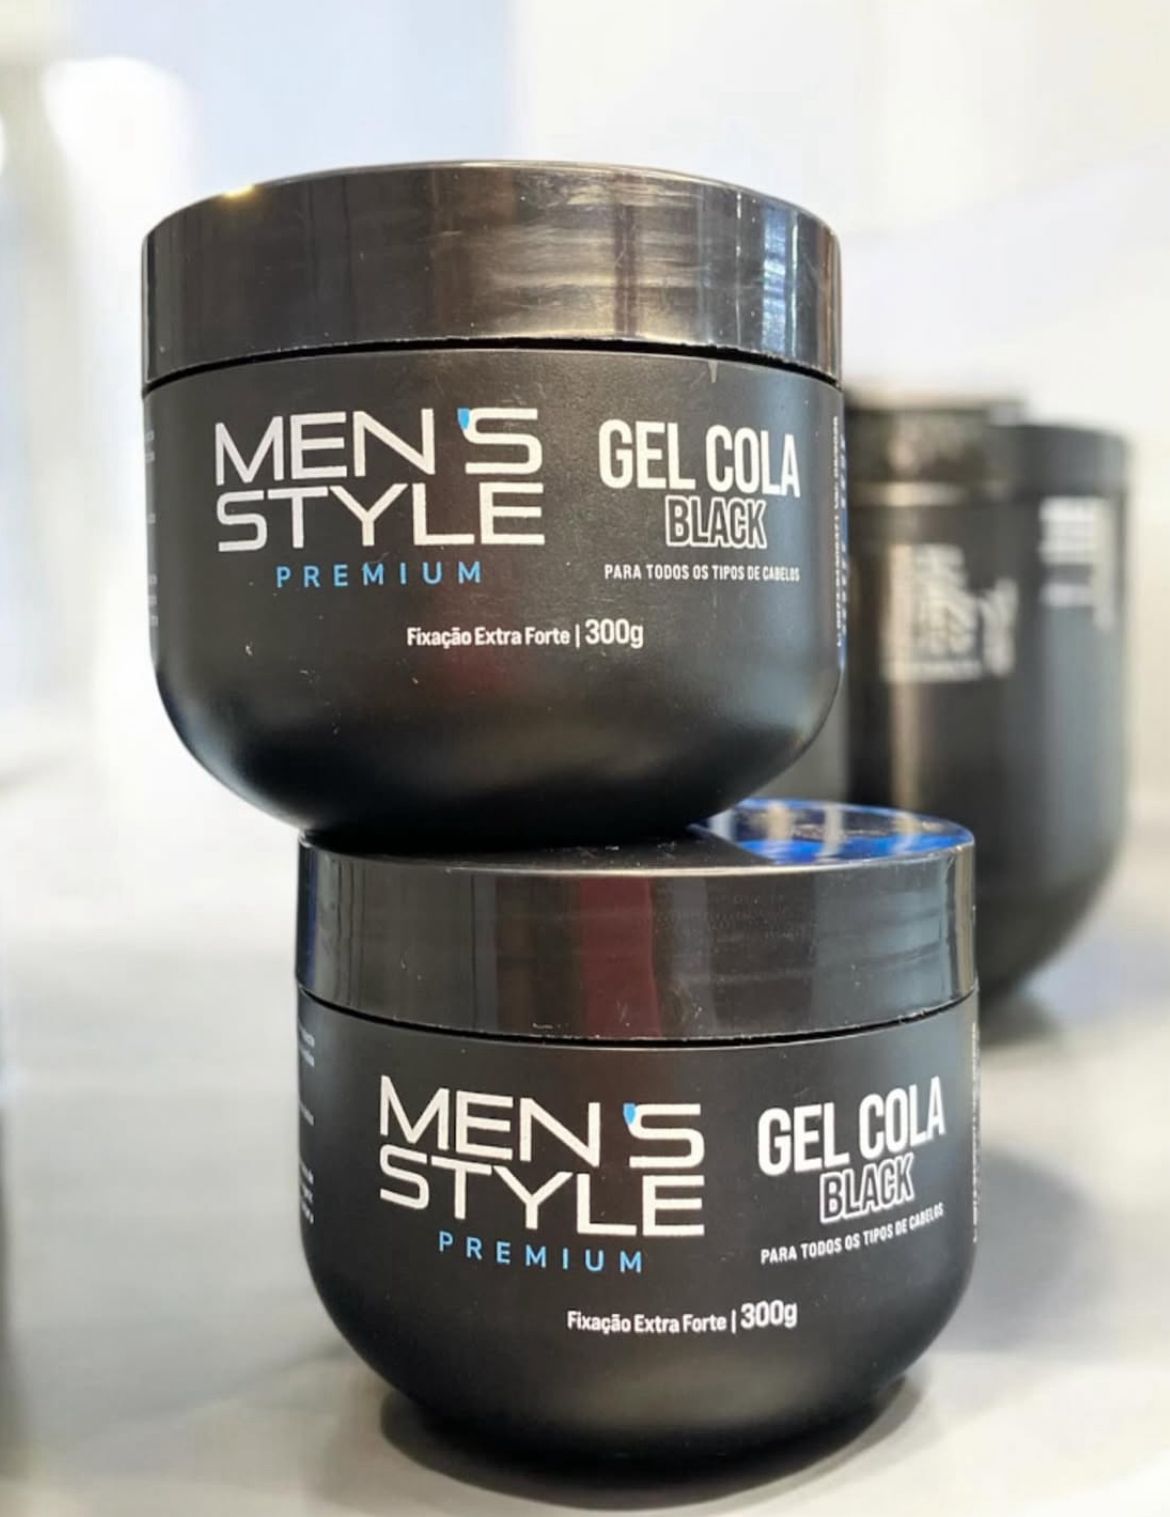 MEN'S
STYLE
PREMIUM
GEL COLA
BLACK
PARA TODOS OS TIPOS DE CABELOS
Fixação Extra Forte | 300g
MEN'S
STYLE
PREMIUM
GEL COLA
BLACK
PARA TODOS OS TIPOS DE CABELOS
Fixação Extra Forte | 300g